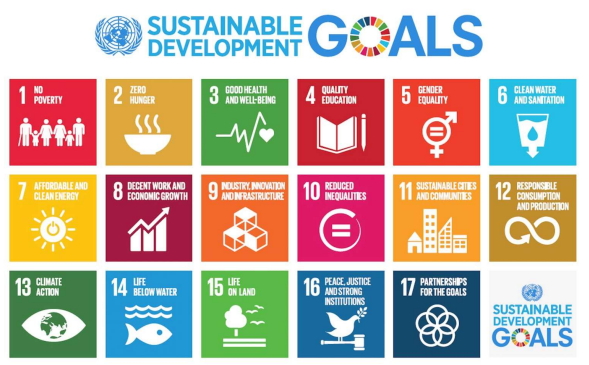 SUSTAINABLE
DEVELOPMENT
GOALS
1 NO
POVERTY
2 ZERO
HUNGER
3 GOOD HEALTH
AND WELL-BEING
4 QUALITY
EDUCATION
5 GENDER
EQUALITY
6 CLEAN WATER
AND SANITATION
7 AFFORDABLE AND
CLEAN ENERGY
8 DECENT WORK AND
ECONOMIC GROWTH
9 INDUSTRY, INNOVATION
AND INFRASTRUCTURE
10 REDUCED
INEQUALITIES
11 SUSTAINABLE CITIES
AND COMMUNITIES
12 RESPONSIBLE
CONSUMPTION
AND PRODUCTION
13 CLIMATE
ACTION
14 LIFE
BELOW WATER
15 LIFE
ON LAND
16 PEACE, JUSTICE
AND STRONG
INSTITUTIONS
17 PARTNERSHIPS
FOR THE GOALS
SUSTAINABLE
DEVELOPMENT
GOALS